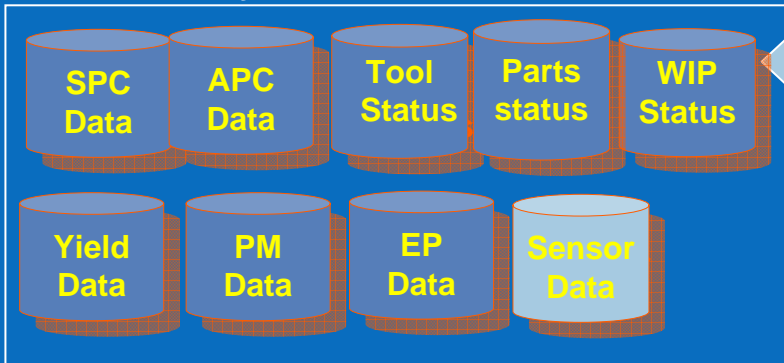 SPC
Data
APC
Data
Tool
Status
Parts
status
WIP
Status
Yield
Data
PM
Data
EP
Data
Sensor
Data